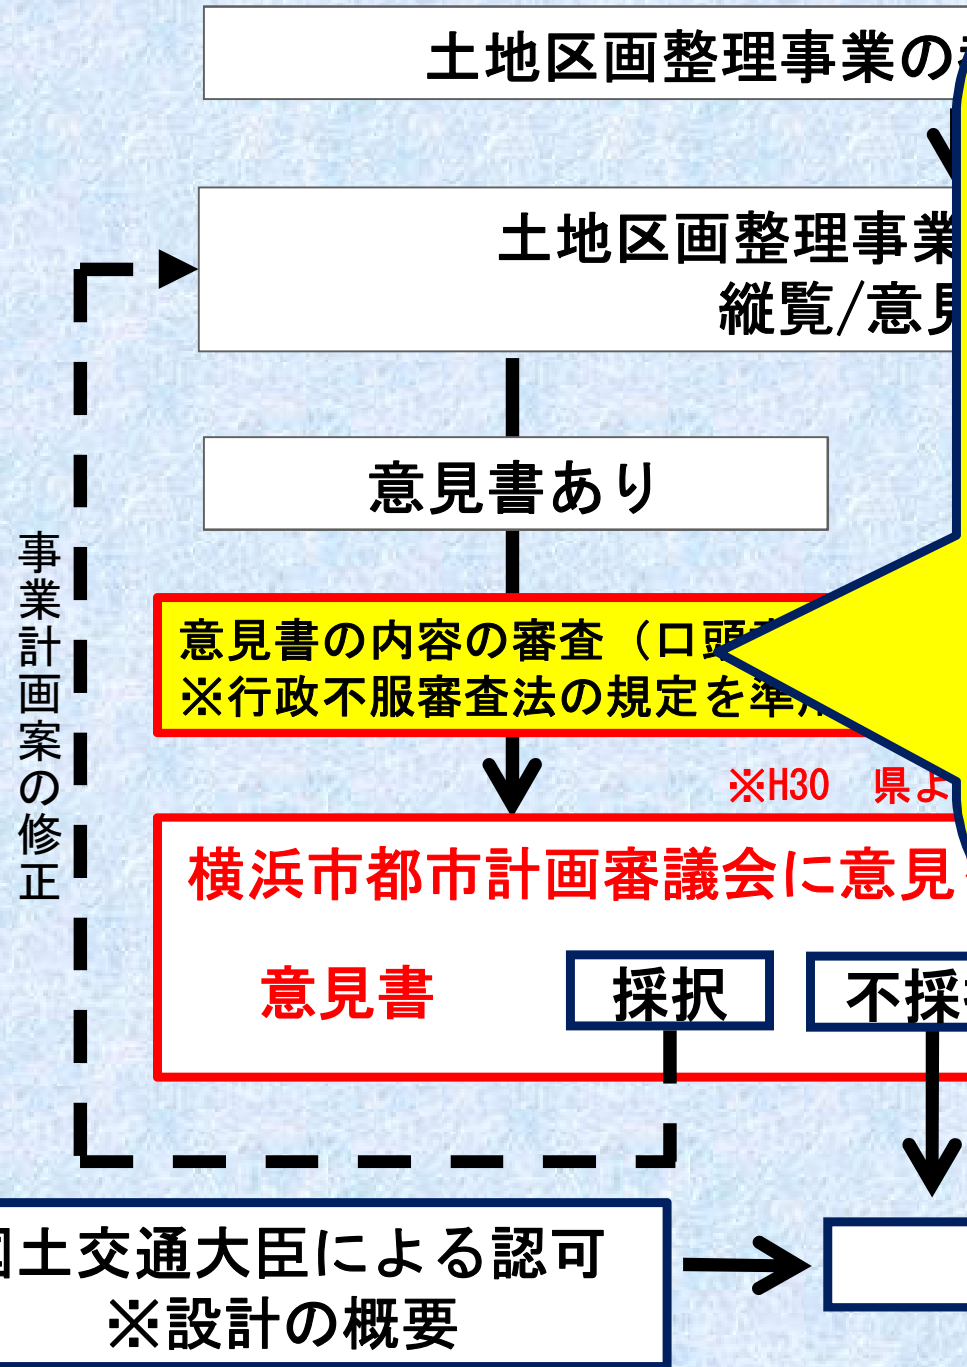 土地区画整理事業の
土地区画整理事業
縦覧/意見
意見書あり
事業計画案の修正
意見書の内容の審査（口頭
※行政不服審査法の規定を準用
※H30　県よ
横浜市都市計画審議会に意見
意見書
採択
不採択
国土交通大臣による認可
※設計の概要